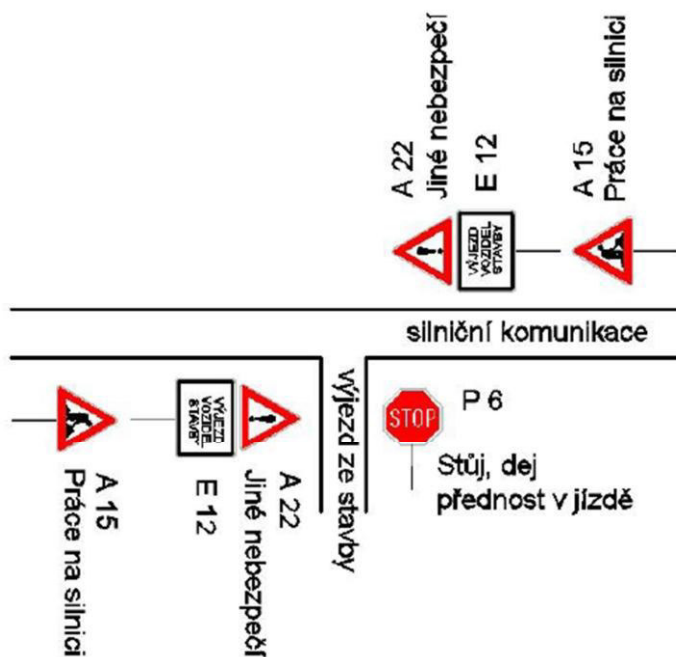 A 22
Jiné nebezpečí
E 12
A 15
Práce na silnici
VÝJEZD
VOZIDEL
STAVBY
silniční komunikace
výjezd ze stavby
STOP
P 6
Stůj, dej
přednost v jízdě
VÝJEZD
VOZIDEL
STAVBY
A 15
Práce na silnici
E 12
A 22
Jiné nebezpečí